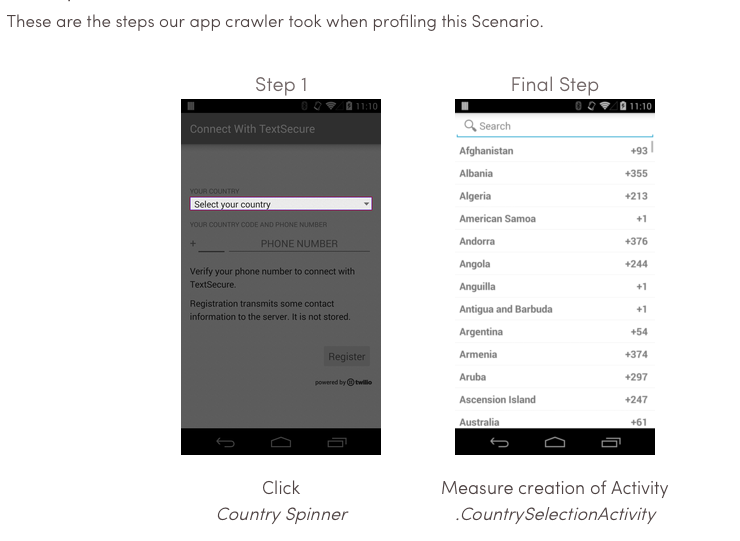 These are the steps our app crawler took when profiling this Scenario.
Step 1
11:10
Connect With TextSecure
YOUR COUNTRY
Select your country
YOUR COUNTRY CODE AND PHONE NUMBER
+
PHONE NUMBER
Verify your phone number to connect with
TextSecure.
Registration transmits some contact
information to the server. It is not stored.
Register
powered by twilio
Click
Country Spinner
Final Step
11:10
Search
Afghanistan +93
Albania +355
Algeria +213
American Samoa +1
Andorra +376
Angola +244
Anguilla +1
Antigua and Barbuda +1
Argentina +54
Armenia +374
Aruba +297
Ascension Island +247
Australia +61
Measure creation of Activity
.CountrySelectionActivity